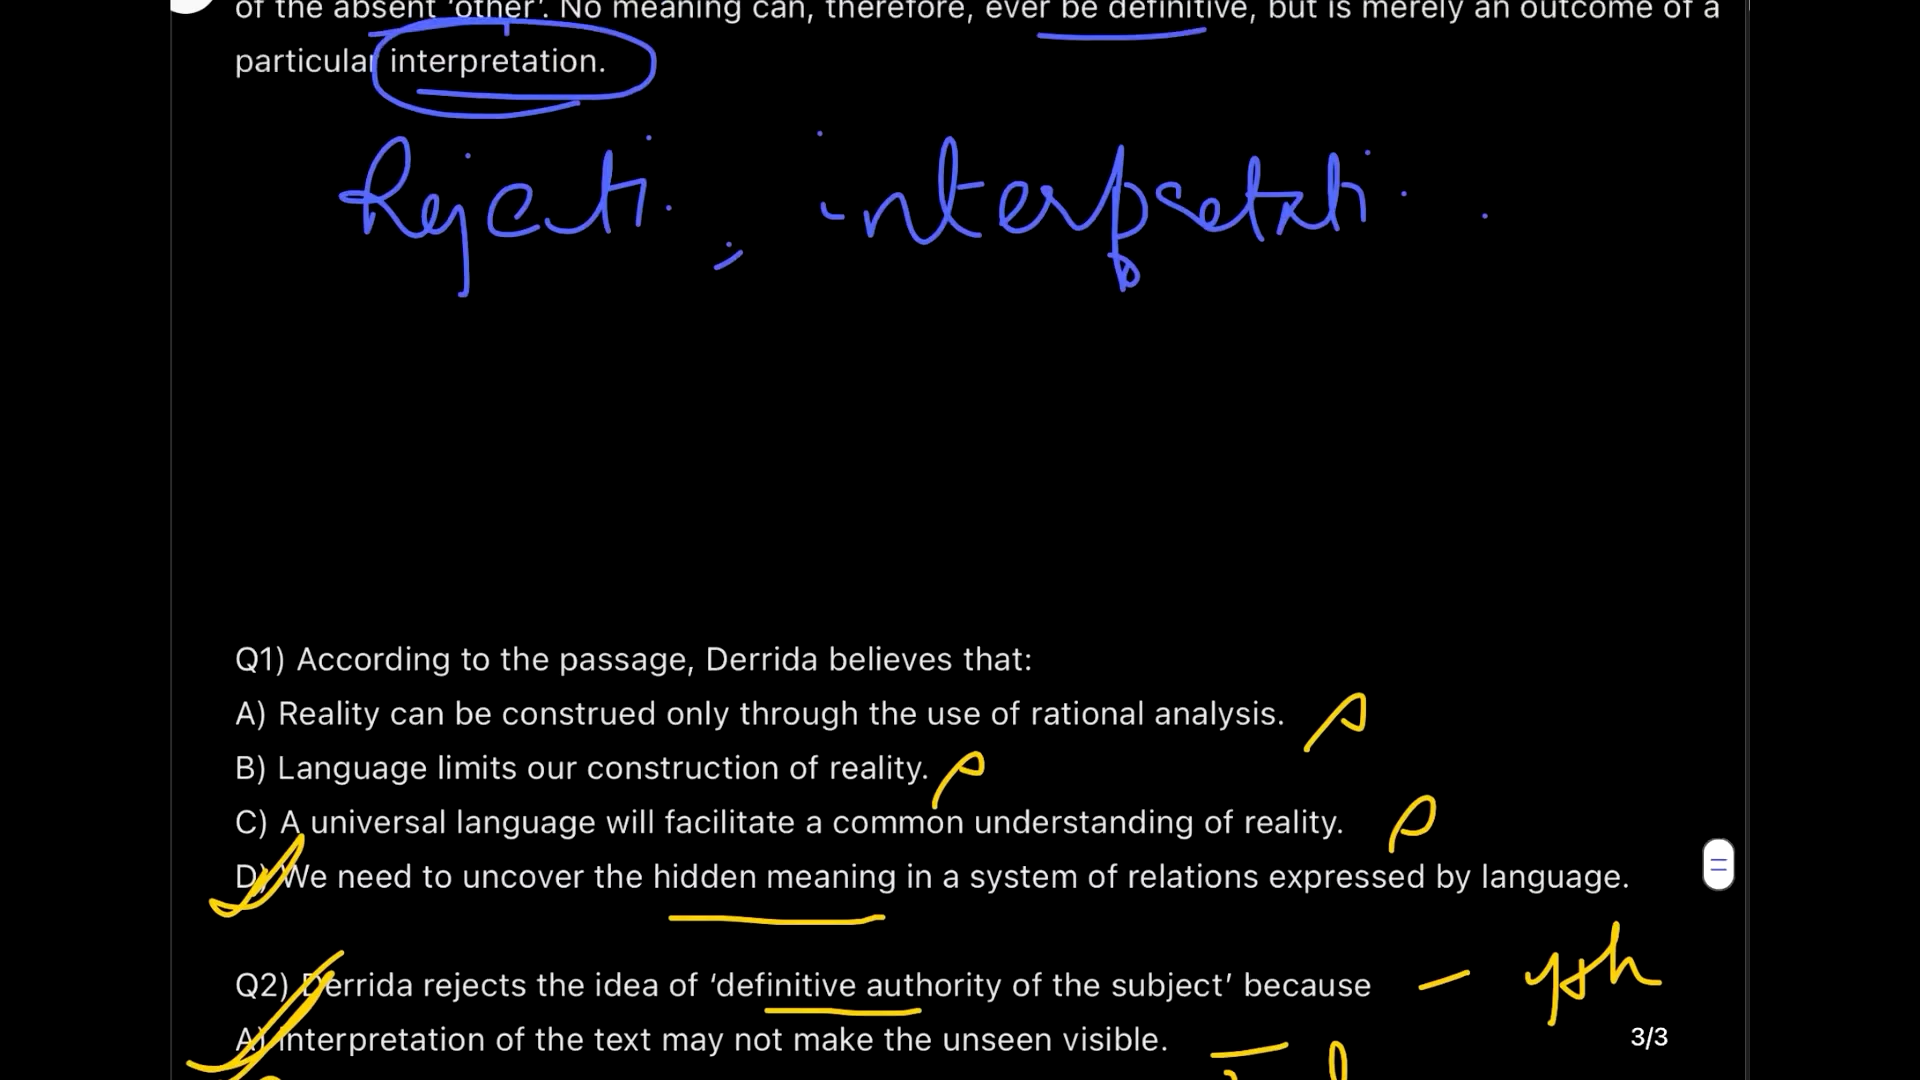 of the absent ‘other’. No meaning can, therefore, ever be definitive, but is merely an outcome of a
particular interpretation.
Rejecti. , interpretati.
Q1) According to the passage, Derrida believes that:
A) Reality can be construed only through the use of rational analysis.
B) Language limits our construction of reality.
C) A universal language will facilitate a common understanding of reality.
D) We need to uncover the hidden meaning in a system of relations expressed by language.
Q2) Derrida rejects the idea of ‘definitive authority of the subject’ because
A) Interpretation of the text may not make the unseen visible.
3/3